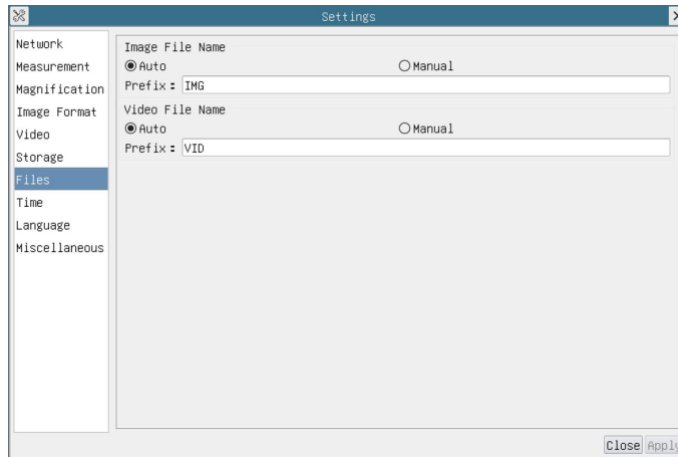 Settings
Network
Measurement
Magnification
Image Format
Video
Storage
Files
Time
Language
Miscellaneous
Image File Name
Auto Manual
Prefix: IMG
Video File Name
Auto Manual
Prefix: VID
Close Apply